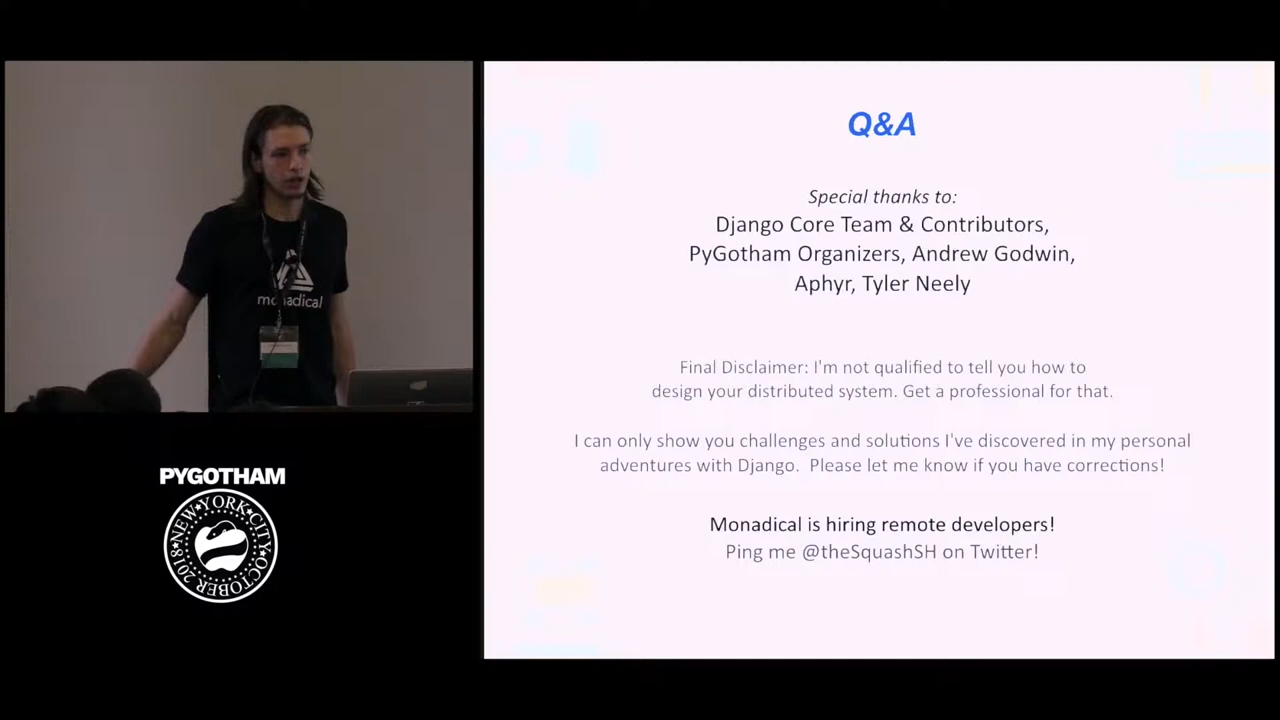 monadical
PYGOTHAM
NEW YORK CITY OCTOBER 2018
Q&A
Special thanks to:
Django Core Team & Contributors,
PyGotham Organizers, Andrew Godwin,
Aphyr, Tyler Neely
Final Disclaimer: I'm not qualified to tell you how to
design your distributed system. Get a professional for that.
I can only show you challenges and solutions I've discovered in my personal
adventures with Django.  Please let me know if you have corrections!
Monadical is hiring remote developers!
Ping me @theSquashSH on Twitter!